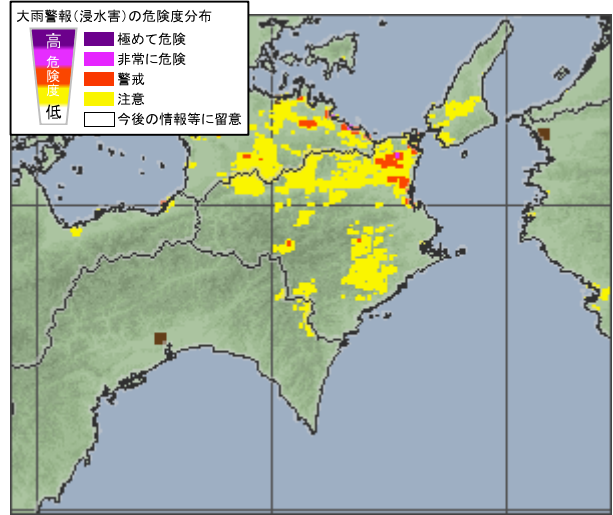 大雨警報(浸水害)の危険度分布
高
危
険
度
低
極めて危険
非常に危険
警戒
注意
今後の情報等に留意